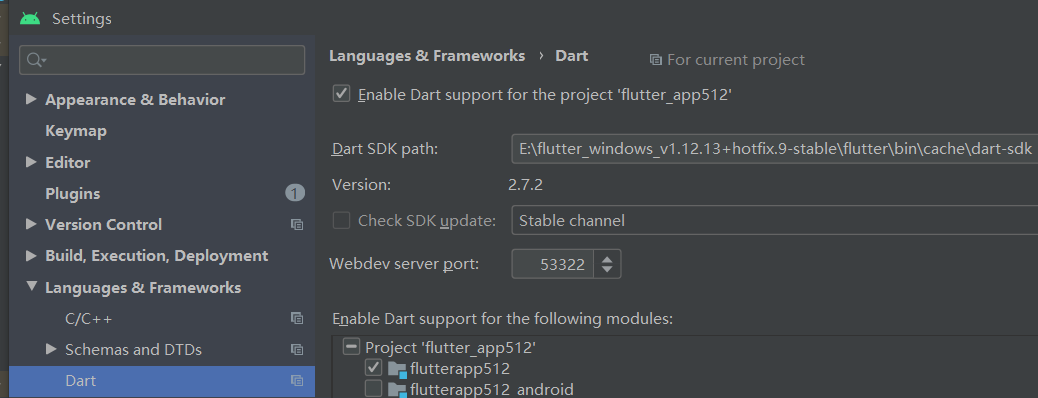 Settings
Languages & Frameworks › Dart
For current project
Appearance & Behavior
Keymap
Editor
Plugins
1
Version Control
Build, Execution, Deployment
Languages & Frameworks
C/C++
Schemas and DTDs
Dart
Enable Dart support for the project 'flutter_app512'
Dart SDK path:
E:\flutter_windows_v1.12.13+hotfix.9-stable\flutter\bin\cache\dart-sdk
Version:
2.7.2
Check SDK update:
Stable channel
Webdev server port:
53322
Enable Dart support for the following modules:
Project 'flutter_app512'
flutterapp512
flutterapp512_android